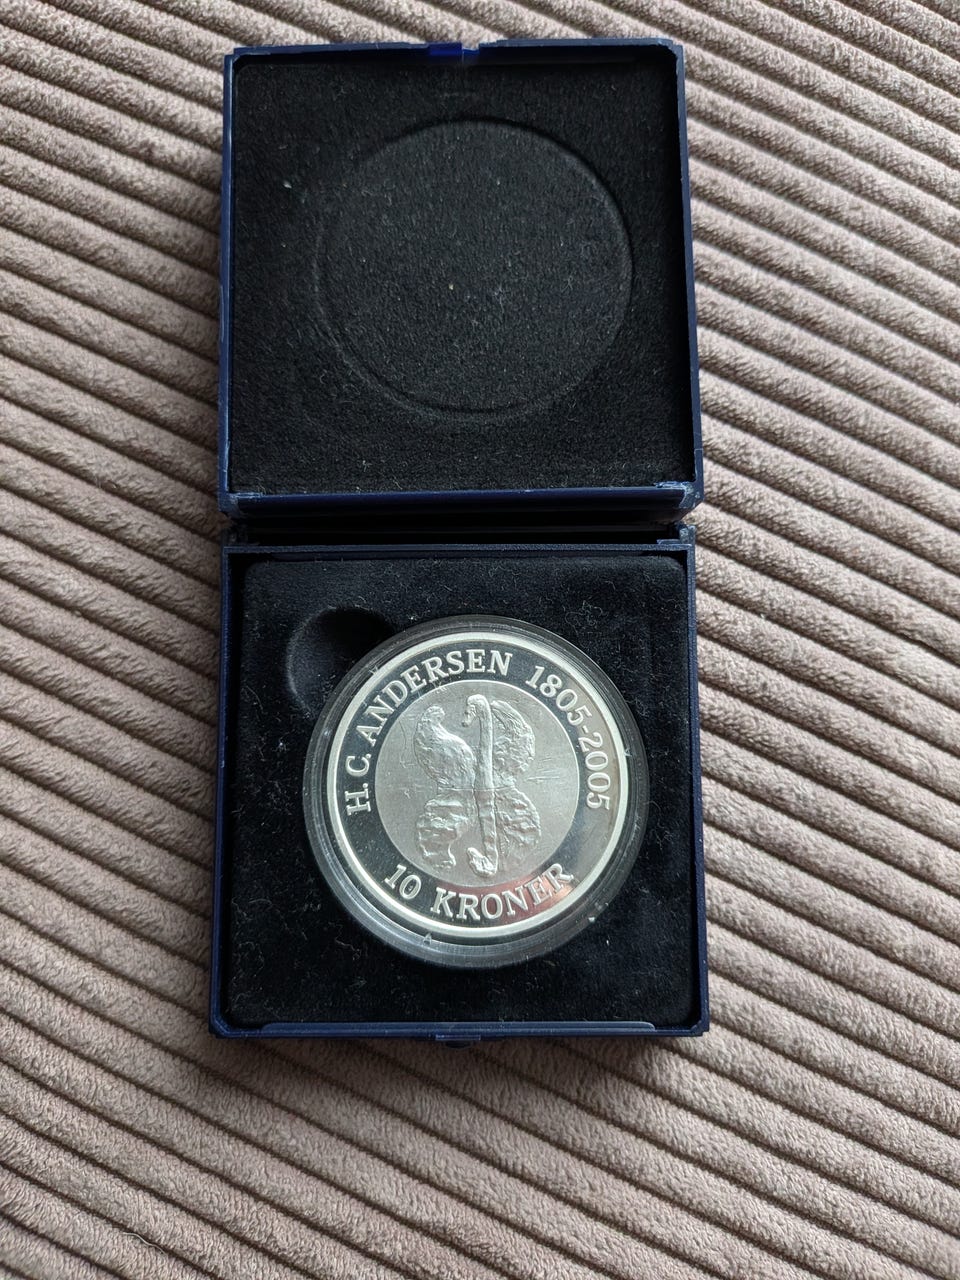 H. C. ANDERSEN 1805-2005
10 KRONER